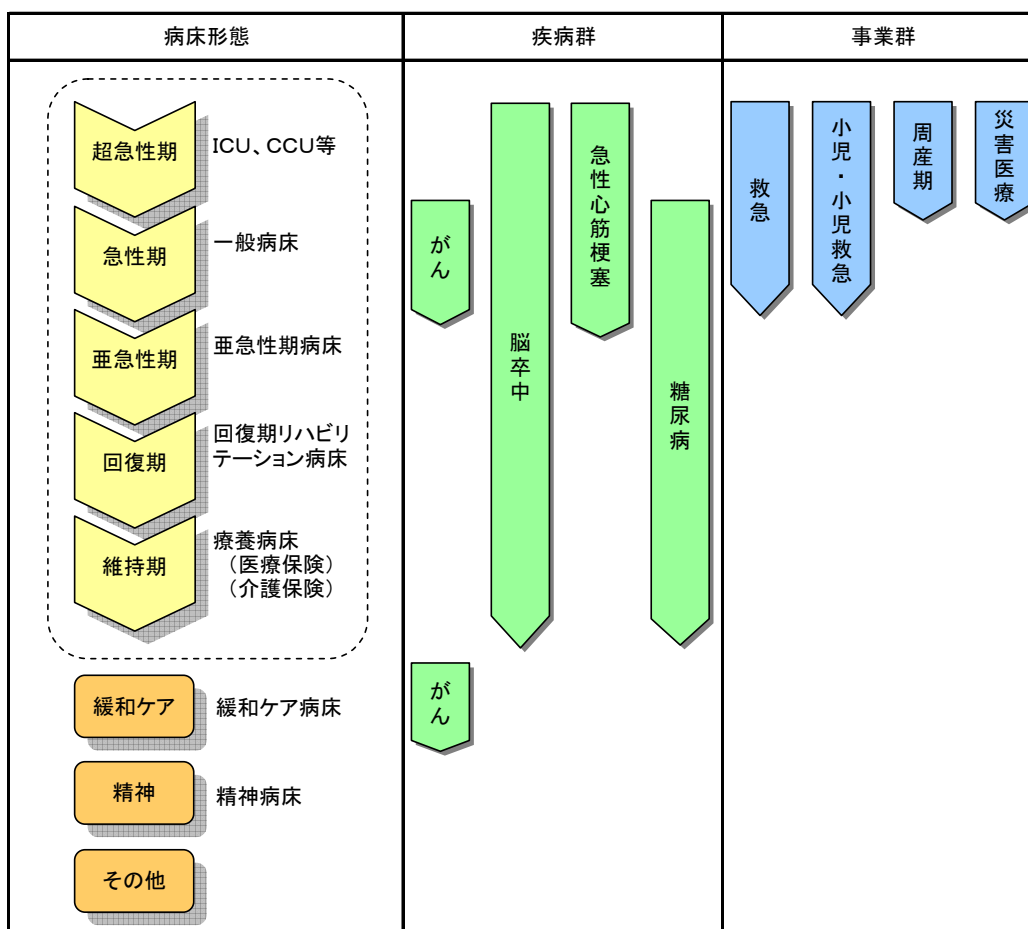 病床形態
疾病群
事業群
超急性期
ICU、CCU等
急性期
一般病床
亜急性期
亜急性期病床
回復期
回復期リハビリ
テーション病床
維持期
療養病床
（医療保険）
（介護保険）
緩和ケア
緩和ケア病床
精神
精神病床
その他
がん
脳卒中
急性心筋梗塞
糖尿病
がん
救急
小児・小児救急
周産期
災害医療